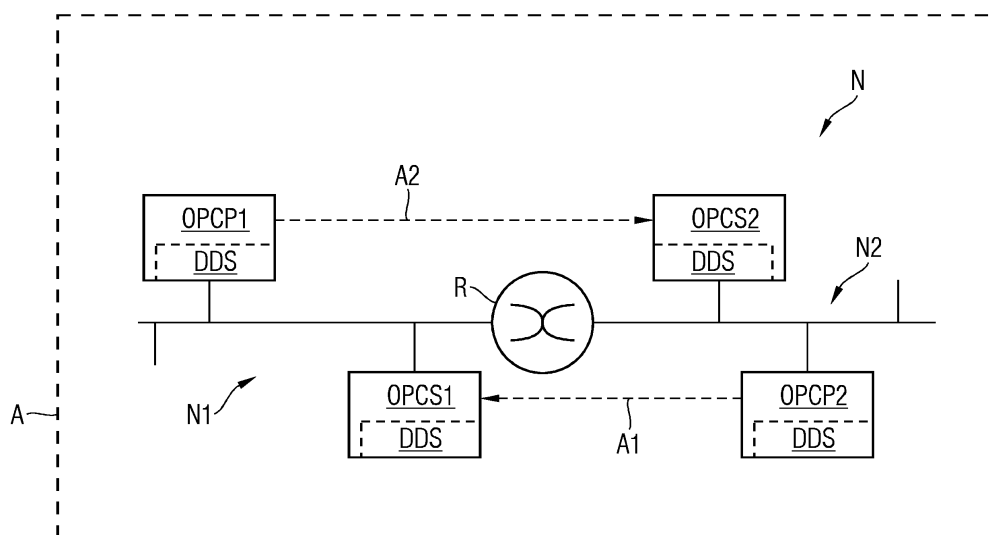 N
A2
OPCP1
DDS
OPCS2
DDS
N2
R
A
N1
OPCS1
DDS
A1
OPCP2
DDS